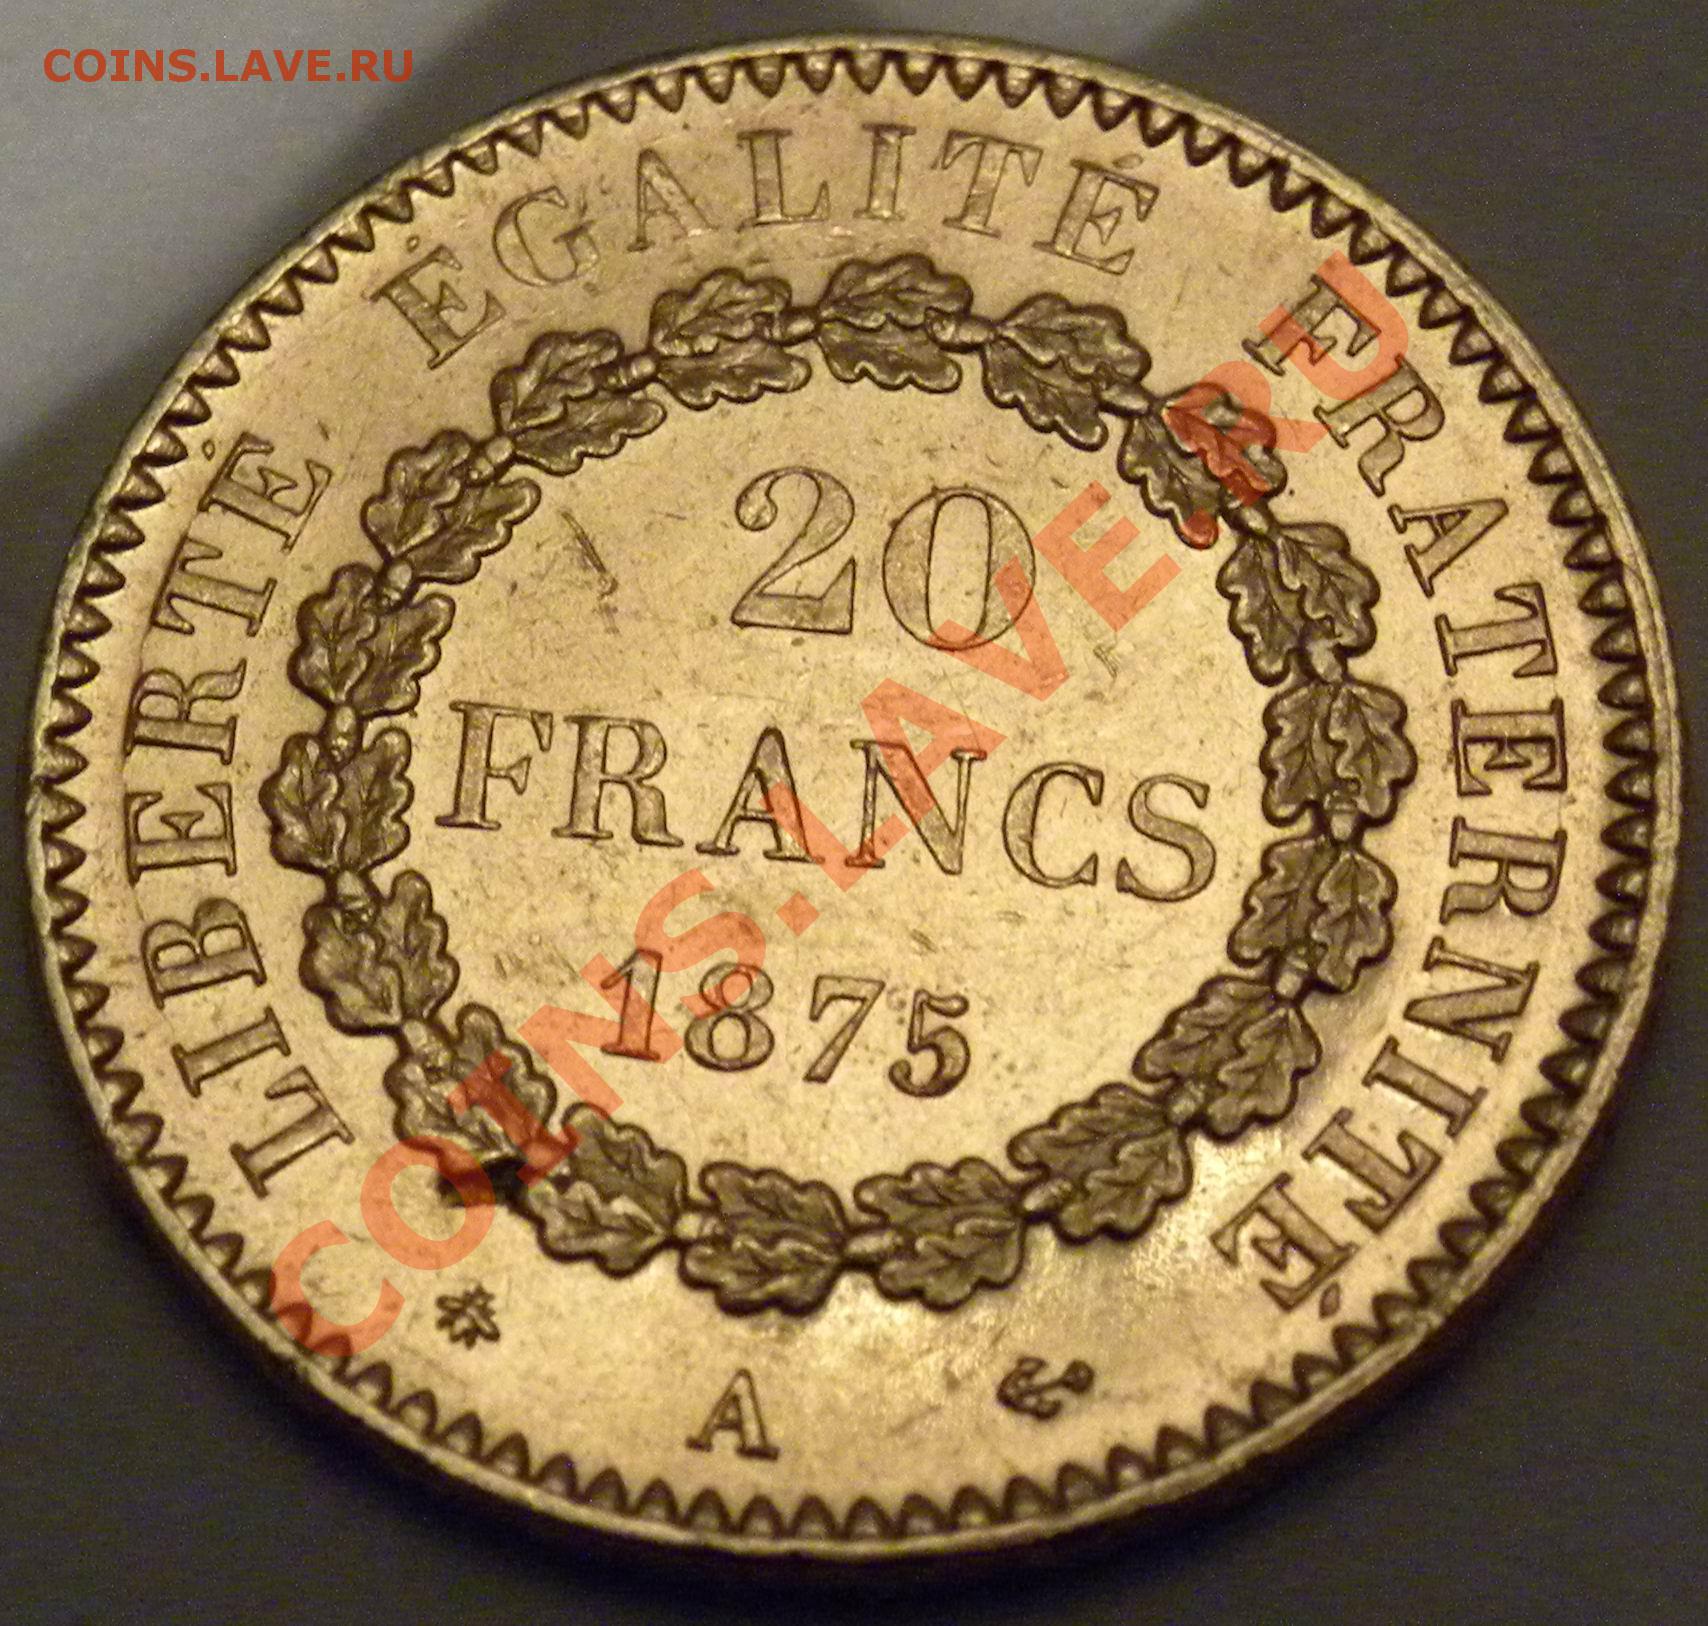 COINS.LAVE.RU
LIBERTÉ ÉGALITÉ FRATERNITÉ
20
FRANCS
1875
A
COINS.LAVE.RU